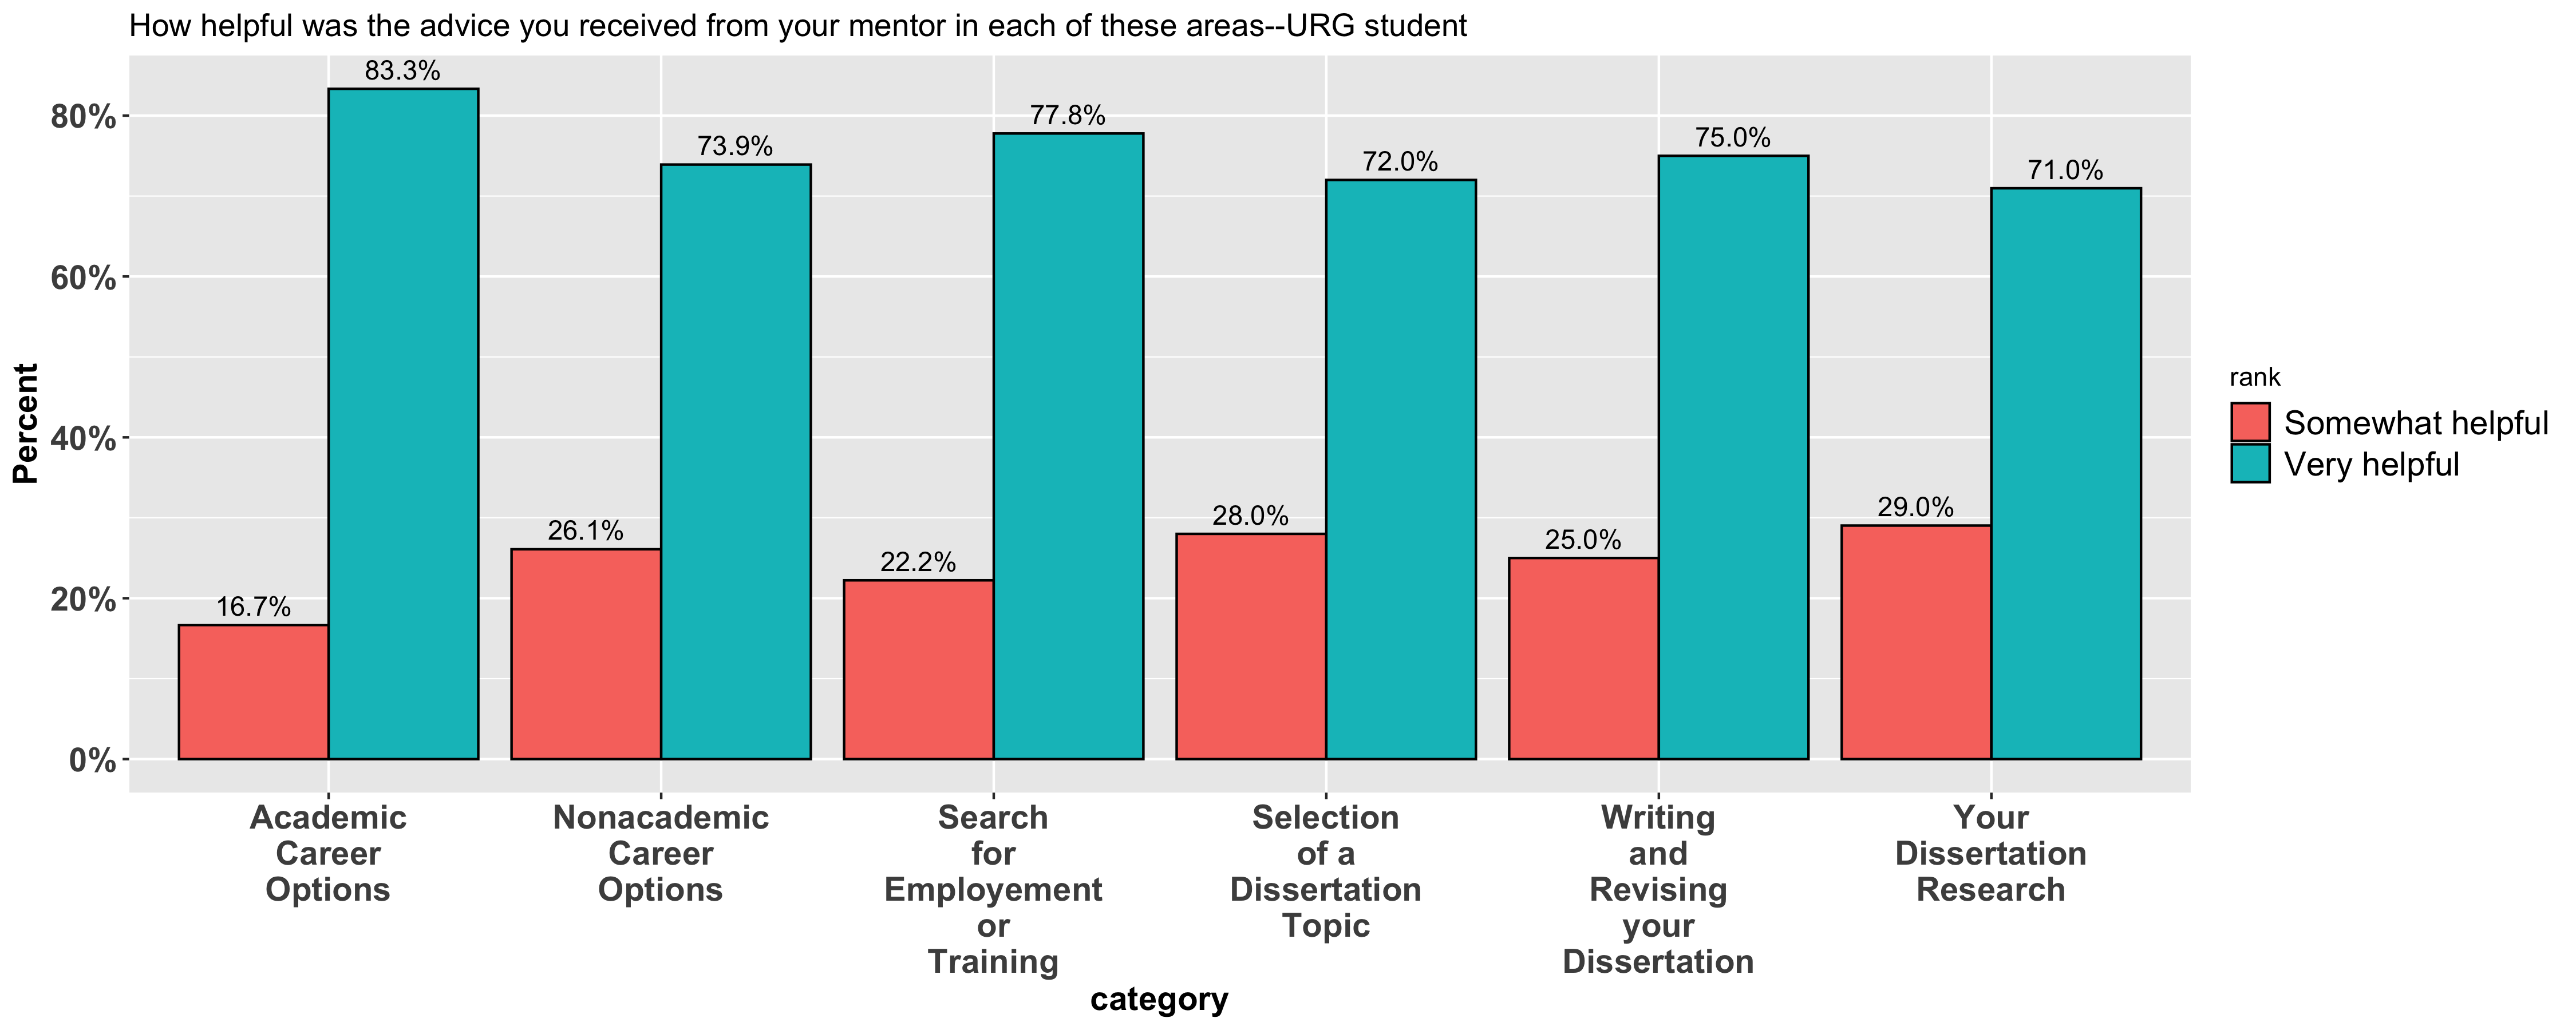 How helpful was the advice you received from your mentor in each of these areas--URG student
83.3%
80%
77.8%
75.0%
73.9%
72.0%
71.0%
60%
Percent
rank
Somewhat helpful
Very helpful
40%
29.0%
28.0%
26.1%
25.0%
22.2%
20%
16.7%
0%
Academic
Career
Options
Nonacademic
Career
Options
Search
for
Employement
or
Training
Selection
of a
Dissertation
Topic
Writing
and
Revising
your
Dissertation
Your
Dissertation
Research
category